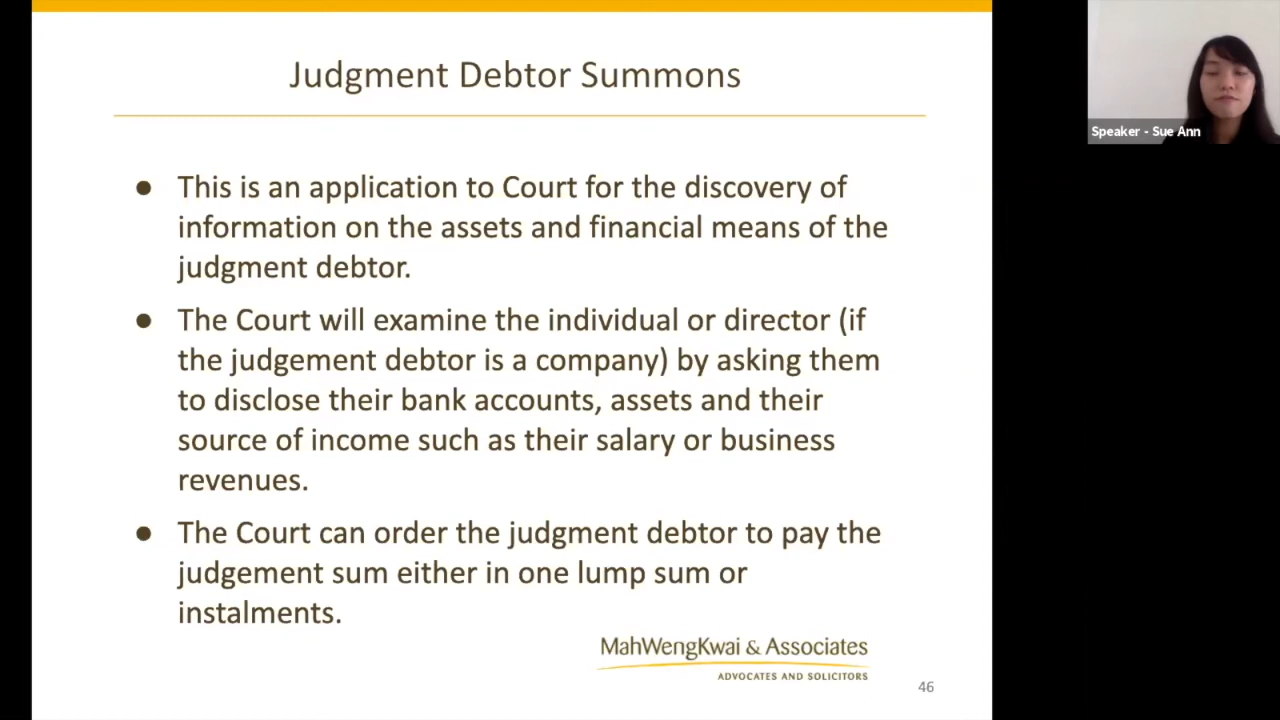 Judgment Debtor Summons
Speaker - Sue Ann
● This is an application to Court for the discovery of
information on the assets and financial means of the
judgment debtor.
● The Court will examine the individual or director (if
the judgement debtor is a company) by asking them
to disclose their bank accounts, assets and their
source of income such as their salary or business
revenues.
● The Court can order the judgment debtor to pay the
judgement sum either in one lump sum or
instalments.
MahWengKwai & Associates
ADVOCATES AND SOLICITORS
46